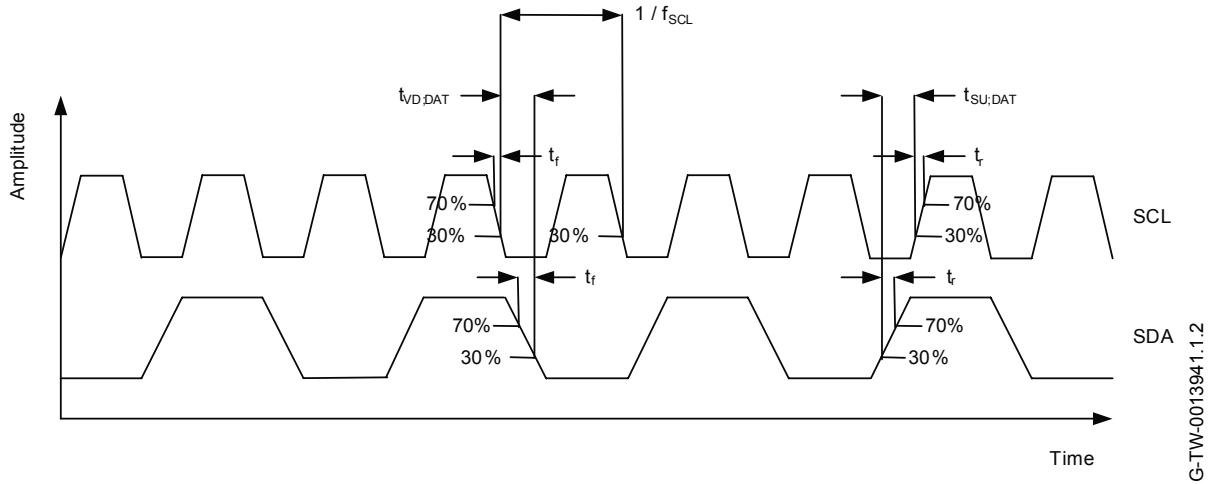 1 / fSCL
tVD;DAT
tSU;DAT
Amplitude
tf
tr
70%
70%
SCL
30%
30%
30%
tf
tr
70%
70%
SDA
30%
30%
Time
G-TW-0013941.1.2